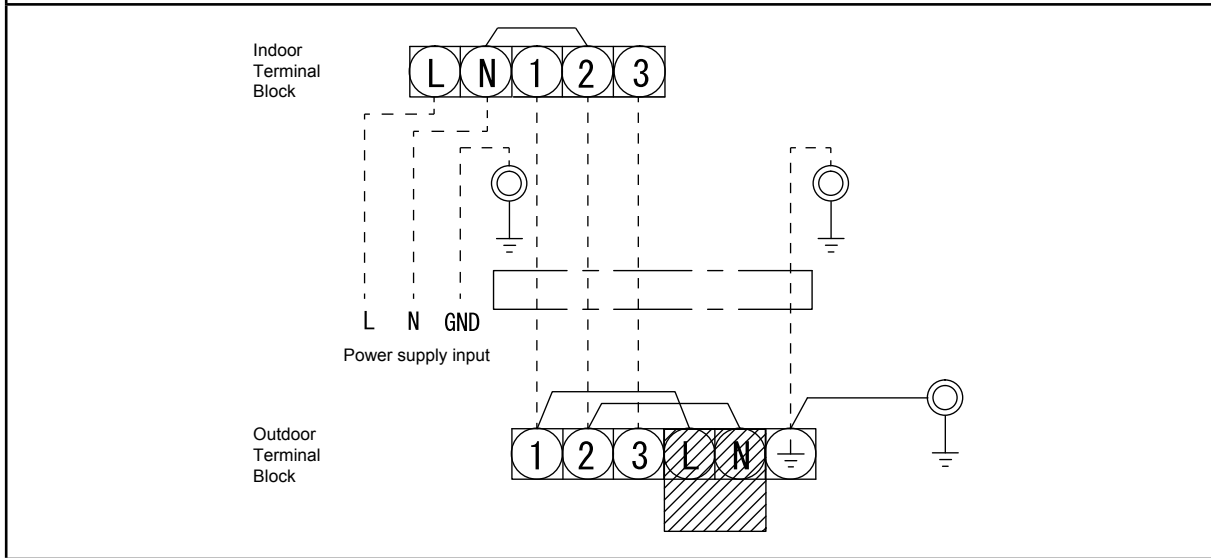 Indoor
Terminal
Block
L N 1 2 3
L N GND
Power supply input
Outdoor
Terminal
Block
1 2 3 L N